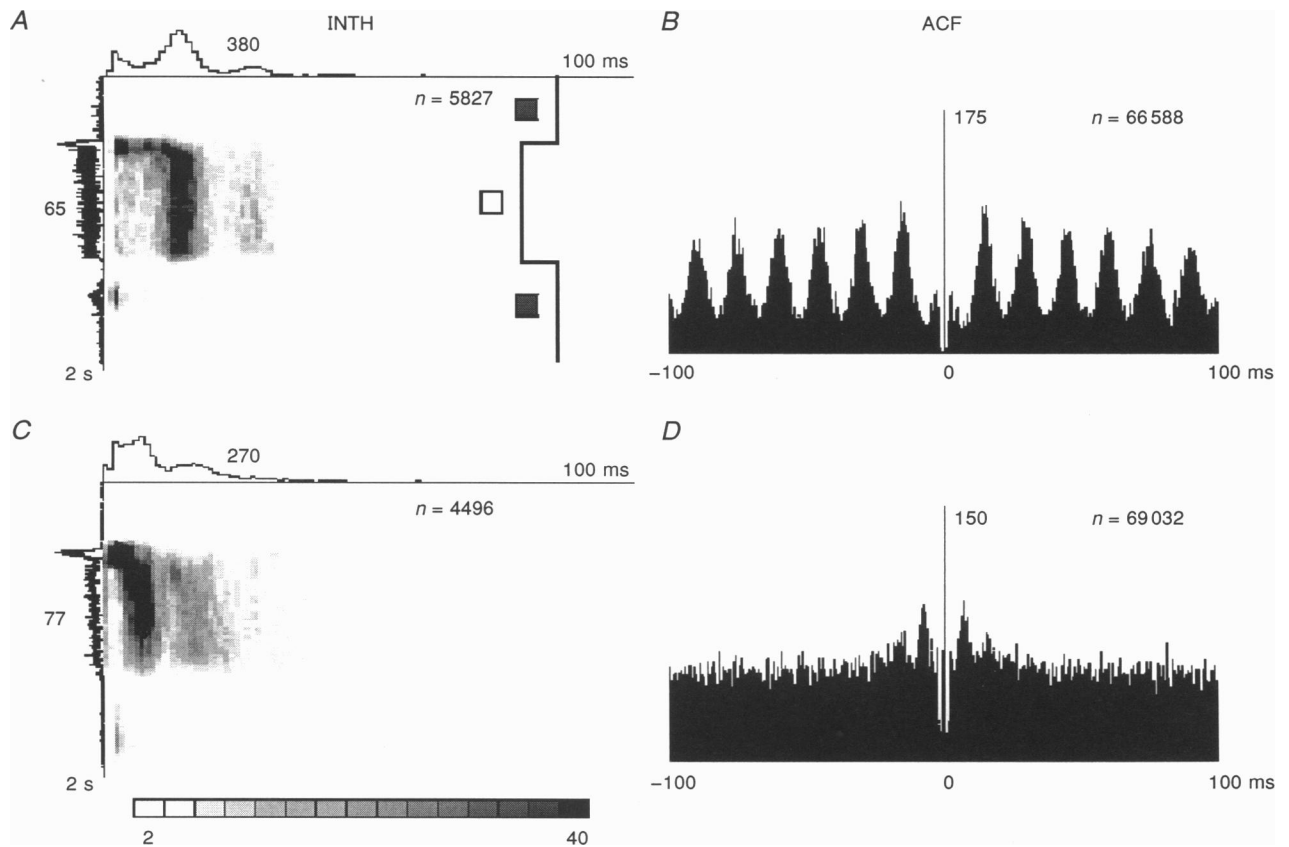 A
INTH
380
100 ms
n = 5827
65
2 s
B
ACF
175
n = 66 588
−100
0
100 ms
C
270
100 ms
n = 4496
77
2 s
2
40
D
150
n = 69 032
−100
0
100 ms